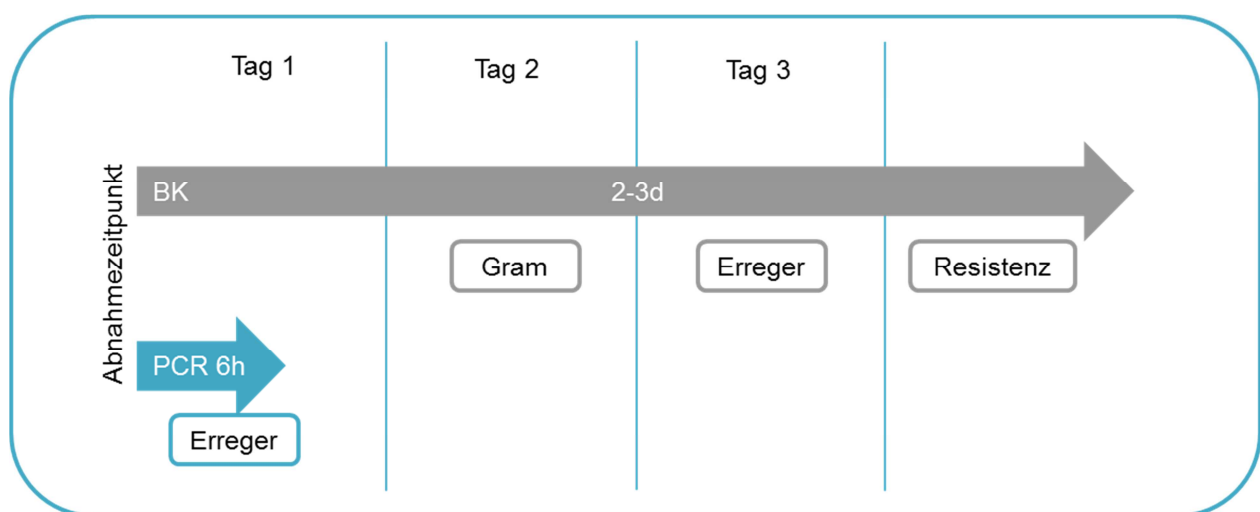 Tag 1
Tag 2
Tag 3
Abnahmezeitpunkt
BK
2-3d
Gram
Erreger
Resistenz
PCR 6h
Erreger